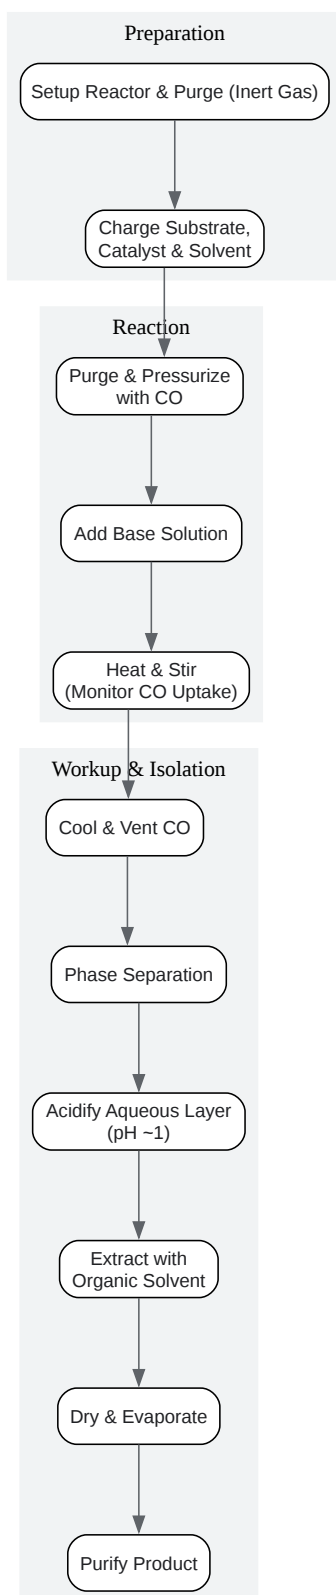 Preparation
Setup Reactor & Purge (Inert Gas)
Charge Substrate,
Catalyst & Solvent
Reaction
Purge & Pressurize
with CO
Add Base Solution
Heat & Stir
(Monitor CO Uptake)
Workup & Isolation
Cool & Vent CO
Phase Separation
Acidify Aqueous Layer
(pH ~1)
Extract with
Organic Solvent
Dry & Evaporate
Purify Product